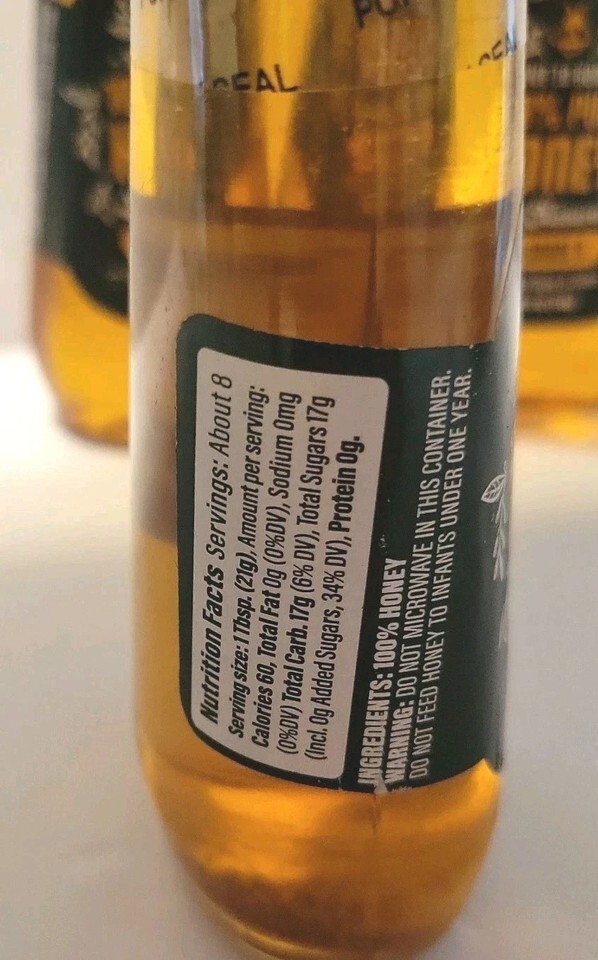 REAL
Nutrition Facts Servings: About 8
Serving size: 1 Tbsp. (21g), Amount per serving:
Calories 60, Total Fat 0g (0%DV), Sodium 0mg
(0%DV) Total Carb. 17g (6% DV), Total Sugars 17g
(Incl. 0g Added Sugars, 34% DV), Protein 0g.
INGREDIENTS: 100% HONEY
WARNING: DO NOT MICROWAVE IN THIS CONTAINER.
DO NOT FEED HONEY TO INFANTS UNDER ONE YEAR.